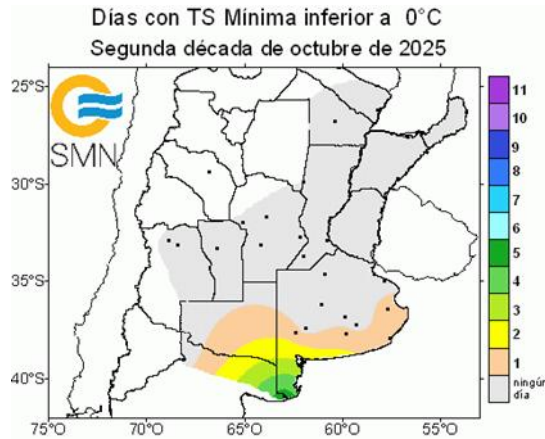 Días con TS Mínima inferior a 0°C
Segunda década de octubre de 2025
SMN
25°S
30°S
35°S
40°S
75°O
70°O
65°O
60°O
55°O
11
10
9
8
7
6
5
4
3
2
1
ningún
día